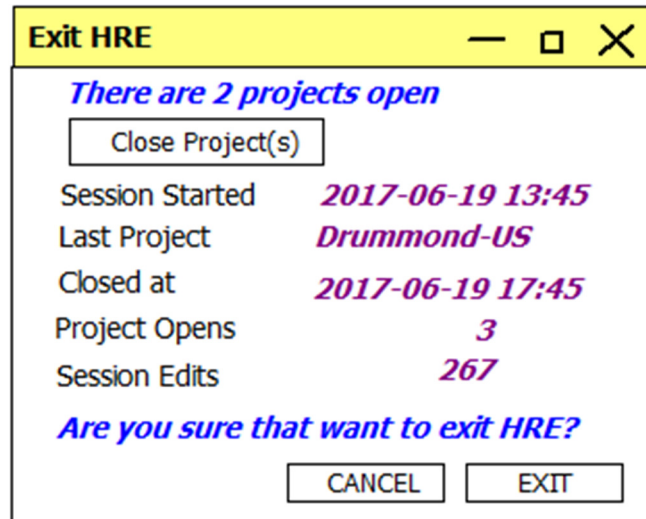 Exit HRE
There are 2 projects open
Close Project(s)
Session Started 2017-06-19 13:45
Last Project Drummond-US
Closed at 2017-06-19 17:45
Project Opens 3
Session Edits 267
Are you sure that want to exit HRE?
CANCEL EXIT